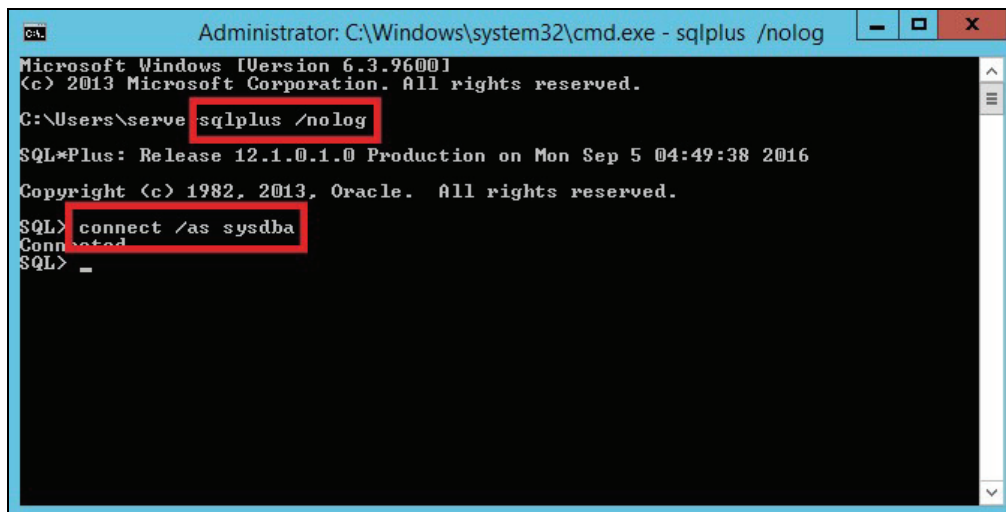 Administrator: C:\Windows\system32\cmd.exe - sqlplus /nolog
Microsoft Windows [Version 6.3.9600]
(c) 2013 Microsoft Corporation. All rights reserved.
C:\Users\serve sqlplus /nolog
SQL*Plus: Release 12.1.0.1.0 Production on Mon Sep 5 04:49:38 2016
Copyright (c) 1982, 2013, Oracle.  All rights reserved.
SQL> connect /as sysdba
Connected
SQL> _